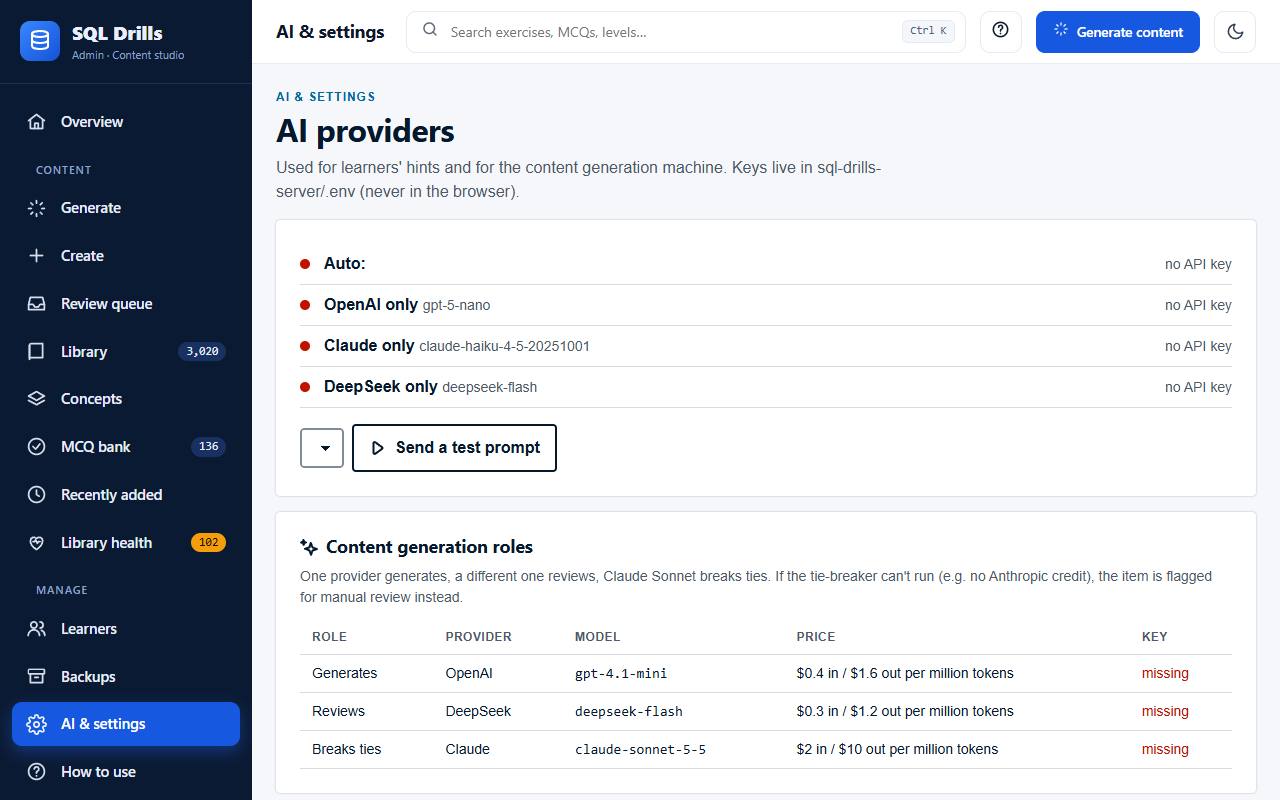 SQL Drills
Admin · Content studio
Overview
CONTENT
Generate
Create
Review queue
Library 3,020
Concepts
MCQ bank 136
Recently added
Library health 102
MANAGE
Learners
Backups
AI & settings
How to use
AI & settings
Search exercises, MCQs, levels...
Ctrl K
Generate content
AI & SETTINGS
AI providers
Used for learners' hints and for the content generation machine. Keys live in sql-drills-
server/.env (never in the browser).
Auto: no API key
OpenAI only gpt-5-nano no API key
Claude only claude-haiku-4-5-20251001 no API key
DeepSeek only deepseek-flash no API key
Send a test prompt
Content generation roles
One provider generates, a different one reviews, Claude Sonnet breaks ties. If the tie-breaker can't run (e.g. no Anthropic credit), the item is flagged
for manual review instead.
ROLE PROVIDER MODEL PRICE KEY
Generates OpenAI gpt-4.1-mini $0.4 in / $1.6 out per million tokens missing
Reviews DeepSeek deepseek-flash $0.3 in / $1.2 out per million tokens missing
Breaks ties Claude claude-sonnet-5-5 $2 in / $10 out per million tokens missing